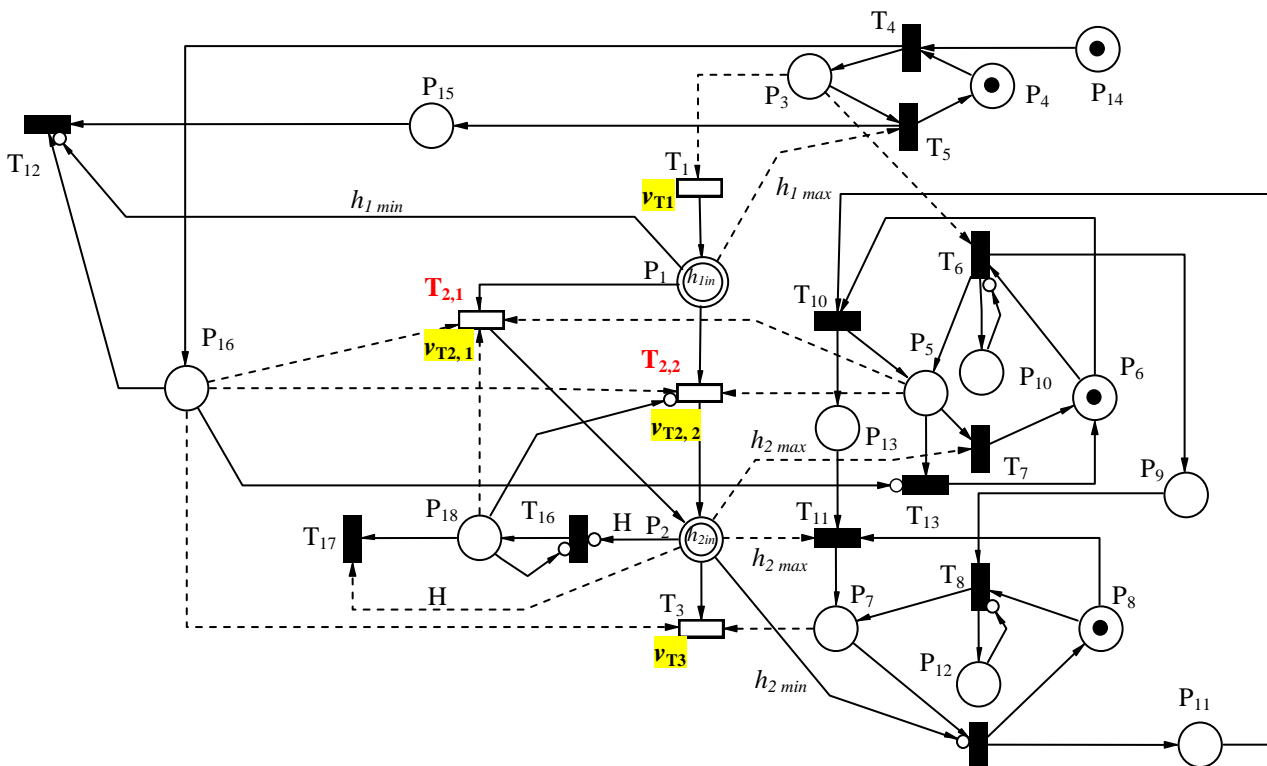 T4
P3
P4
P14
P15
T5
T12
T1
vT1
h1 max
h1 min
P1
h1in
T6
T2,1
T10
vT2, 1
P16
T2,2
P5
P10
P6
vT2, 2
P13
h2 max
T7
P9
P18
T16
H
P2
h2in
T11
T13
T17
h2 max
H
T3
P7
T8
P8
vT3
P12
h2 min
P11